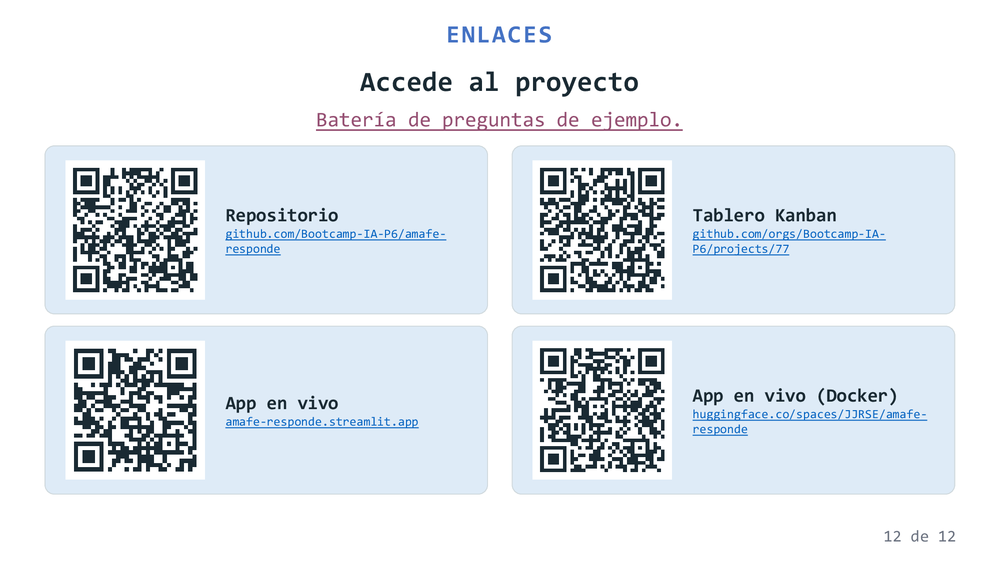 ENLACES
Accede al proyecto
Batería de preguntas de ejemplo.
Repositorio
github.com/Bootcamp-IA-P6/amafe-
responde
Tablero Kanban
github.com/orgs/Bootcamp-IA-
P6/projects/77
App en vivo
amafe-responde.streamlit.app
App en vivo (Docker)
huggingface.co/spaces/JJRSE/amafe-
responde
12 de 12